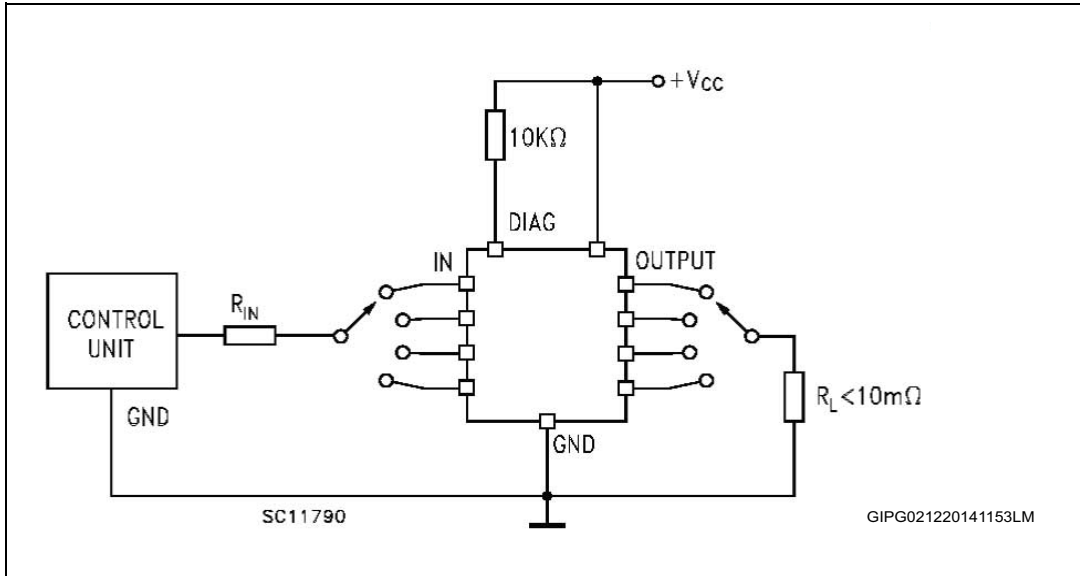 +Vcc
10KΩ
DIAG
IN
OUTPUT
RIN
CONTROL
UNIT
RL<10mΩ
GND
GND
SC11790
GIPG021220141153LM